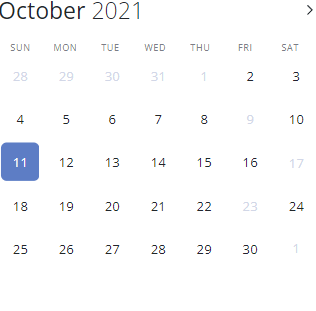 October 2021
SUN MON TUE WED THU FRI SAT
28 29 30 31 1 2 3
4 5 6 7 8 9 10
11 12 13 14 15 16 17
18 19 20 21 22 23 24
25 26 27 28 29 30 1